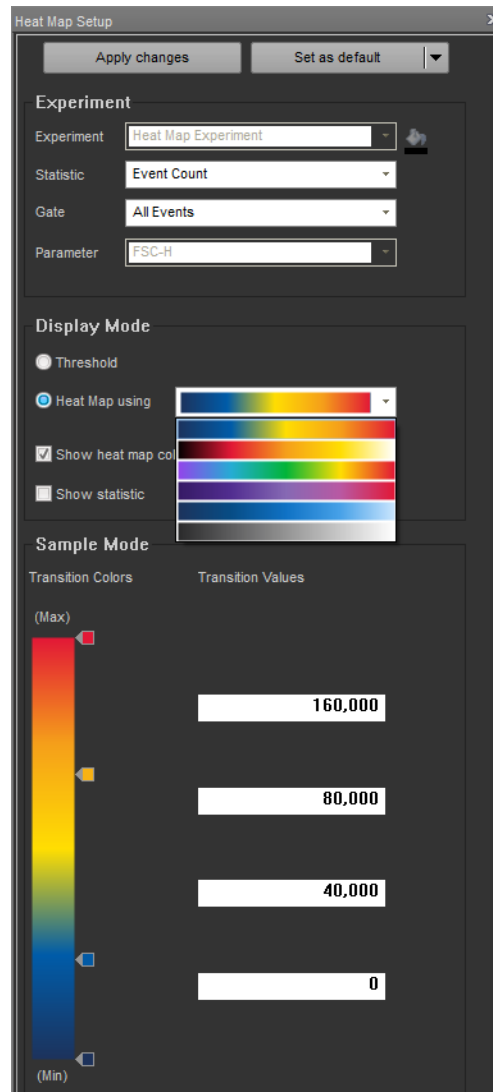 Heat Map Setup
Apply changes
Set as default
Experiment
Experiment Heat Map Experiment
Statistic Event Count
Gate All Events
Parameter FSC-H
Display Mode
Threshold
Heat Map using
Show heat map col
Show statistic
Sample Mode
Transition Colors Transition Values
(Max)
160,000
80,000
40,000
0
(Min)